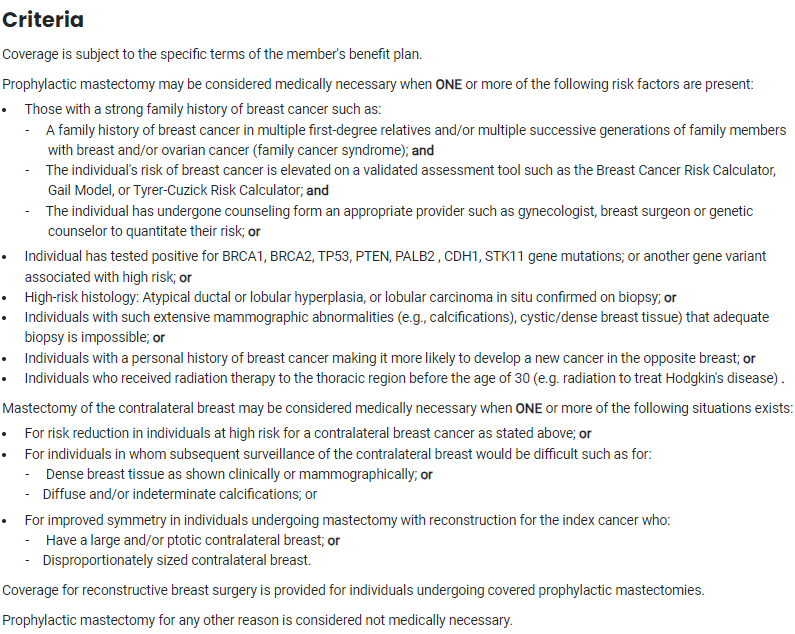 Criteria
Coverage is subject to the specific terms of the member's benefit plan.
Prophylactic mastectomy may be considered medically necessary when ONE or more of the following risk factors are present:
• Those with a strong family history of breast cancer such as:
- A family history of breast cancer in multiple first-degree relatives and/or multiple successive generations of family members
with breast and/or ovarian cancer (family cancer syndrome); and
- The individual's risk of breast cancer is elevated on a validated assessment tool such as the Breast Cancer Risk Calculator,
Gail Model, or Tyrer-Cuzick Risk Calculator; and
- The individual has undergone counseling form an appropriate provider such as gynecologist, breast surgeon or genetic
counselor to quantitate their risk; or
• Individual has tested positive for BRCA1, BRCA2, TP53, PTEN, PALB2 , CDH1, STK11 gene mutations; or another gene variant
associated with high risk; or
• High-risk histology: Atypical ductal or lobular hyperplasia, or lobular carcinoma in situ confirmed on biopsy; or
• Individuals with such extensive mammographic abnormalities (e.g., calcifications), cystic/dense breast tissue) that adequate
biopsy is impossible; or
• Individuals with a personal history of breast cancer making it more likely to develop a new cancer in the opposite breast; or
• Individuals who received radiation therapy to the thoracic region before the age of 30 (e.g. radiation to treat Hodgkin's disease) .
Mastectomy of the contralateral breast may be considered medically necessary when ONE or more of the following situations exists:
• For risk reduction in individuals at high risk for a contralateral breast cancer as stated above; or
• For individuals in whom subsequent surveillance of the contralateral breast would be difficult such as for:
- Dense breast tissue as shown clinically or mammographically; or
- Diffuse and/or indeterminate calcifications; or
• For improved symmetry in individuals undergoing mastectomy with reconstruction for the index cancer who:
- Have a large and/or ptotic contralateral breast; or
- Disproportionately sized contralateral breast.
Coverage for reconstructive breast surgery is provided for individuals undergoing covered prophylactic mastectomies.
Prophylactic mastectomy for any other reason is considered not medically necessary.